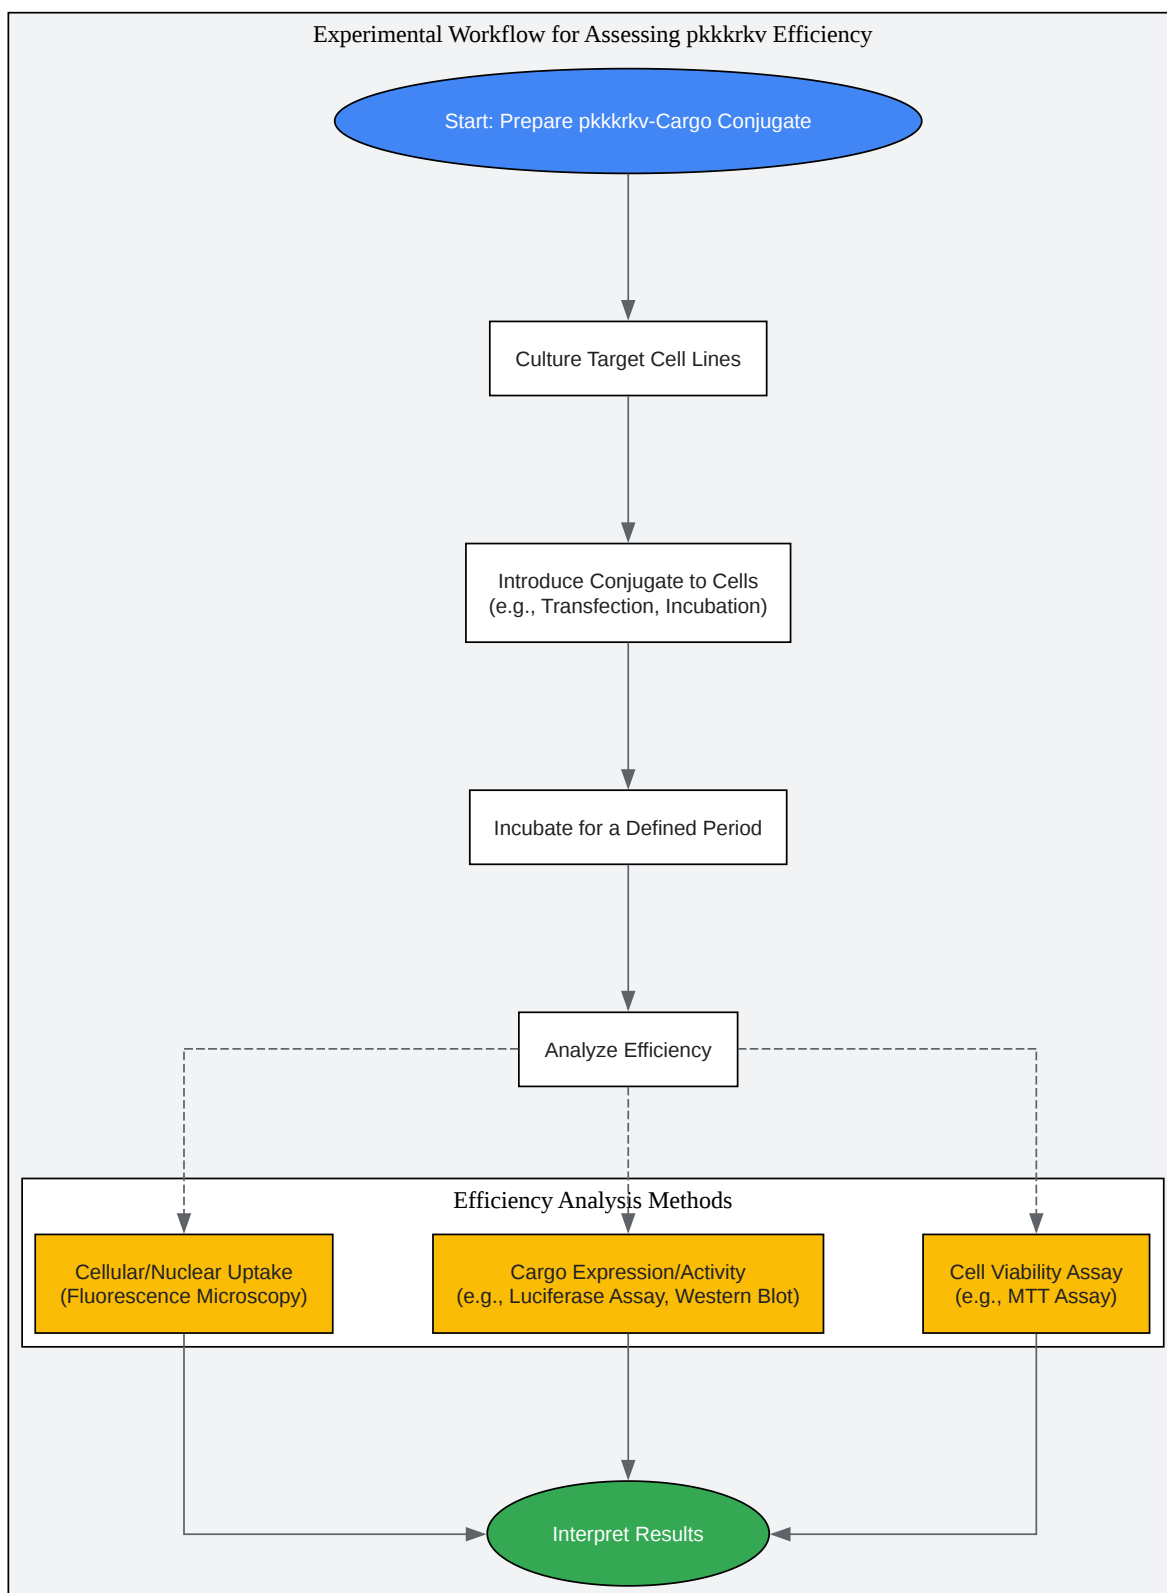 Experimental Workflow for Assessing pkkkrkv Efficiency
Start: Prepare pkkkrkv-Cargo Conjugate
Culture Target Cell Lines
Introduce Conjugate to Cells
(e.g., Transfection, Incubation)
Incubate for a Defined Period
Analyze Efficiency
Efficiency Analysis Methods
Cellular/Nuclear Uptake
(Fluorescence Microscopy)
Cargo Expression/Activity
(e.g., Luciferase Assay, Western Blot)
Cell Viability Assay
(e.g., MTT Assay)
Interpret Results